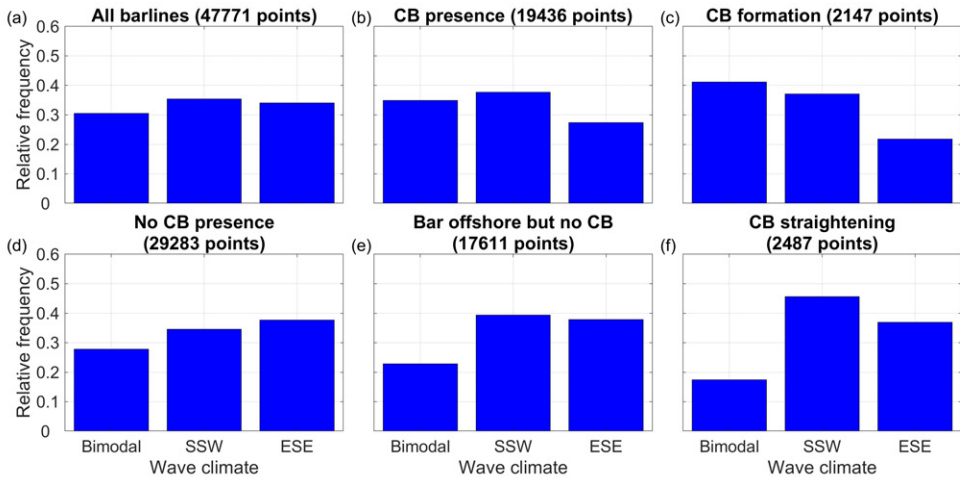 (a) All barlines (47771 points)
(b) CB presence (19436 points)
(c) CB formation (2147 points)
Relative frequency
0.6
0.5
0.4
0.3
0.2
0.1
0
(d) No CB presence
(29283 points)
(e) Bar offshore but no CB
(17611 points)
(f) CB straightening
(2487 points)
Relative frequency
0.6
0.5
0.4
0.3
0.2
0.1
0
Bimodal SSW ESE
Wave climate
Bimodal SSW ESE
Wave climate
Bimodal SSW ESE
Wave climate